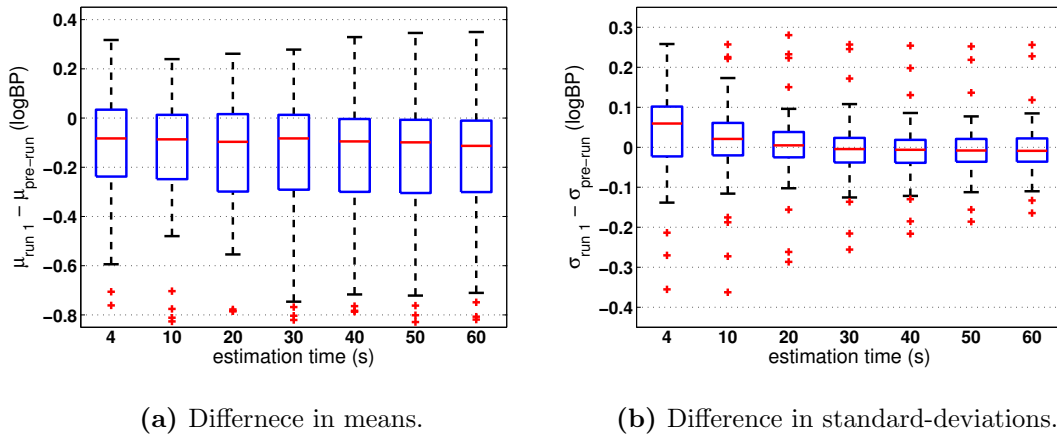 0.4
0.2
0
−0.2
−0.4
−0.6
−0.8
μrun 1 − μpre−run (logBP)
4 10 20 30 40 50 60
estimation time (s)
0.4
0.3
0.2
0.1
0
−0.1
−0.2
−0.3
−0.4
σrun 1 − σpre−run (logBP)
4 10 20 30 40 50 60
estimation time (s)
(a) Differnece in means.
(b) Difference in standard-deviations.